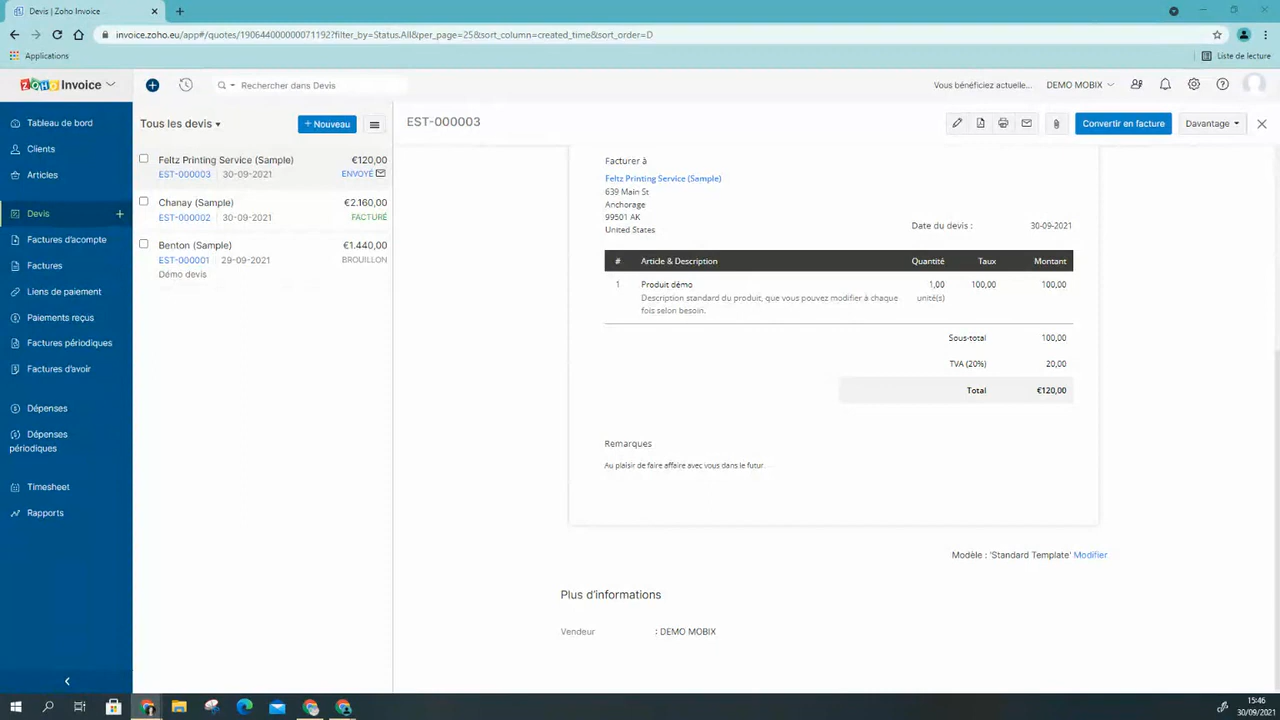 Devis | Zoho Invoice
invoice.zoho.eu/app#/quotes/190644000000071192?filter_by=Status.All&per_page=25&sort_column=created_time&sort_order=D
Applications
Liste de lecture
ZOHO Invoice
Rechercher dans Devis
Vous bénéficiez actuelle...
DEMO MOBIX
Tableau de bord
Clients
Articles
Devis
Factures d'acompte
Factures
Liens de paiement
Paiements reçus
Factures périodiques
Factures d'avoir
Dépenses
Dépenses
périodiques
Timesheet
Rapports
Tous les devis
+ Nouveau
Feltz Printing Service (Sample) €120,00
EST-000003 30-09-2021 ENVOYÉ
Chanay (Sample) €2.160,00
EST-000002 30-09-2021 FACTURÉ
Benton (Sample) €1.440,00
EST-000001 29-09-2021 BROUILLON
Démo devis
EST-000003
Convertir en facture
Davantage
Facturer à
Feltz Printing Service (Sample)
639 Main St
Anchorage
99501 AK
United States
Date du devis : 30-09-2021
# Article & Description Quantité Taux Montant
1 Produit démo 1,00 100,00 100,00
Description standard du produit, que vous pouvez modifier à chaque unité(s)
fois selon besoin.
Sous-total 100,00
TVA (20%) 20,00
Total €120,00
Remarques
Au plaisir de faire affaire avec vous dans le futur.
Modèle : 'Standard Template' Modifier
Plus d'informations
Vendeur : DEMO MOBIX
15:46
30/09/2021